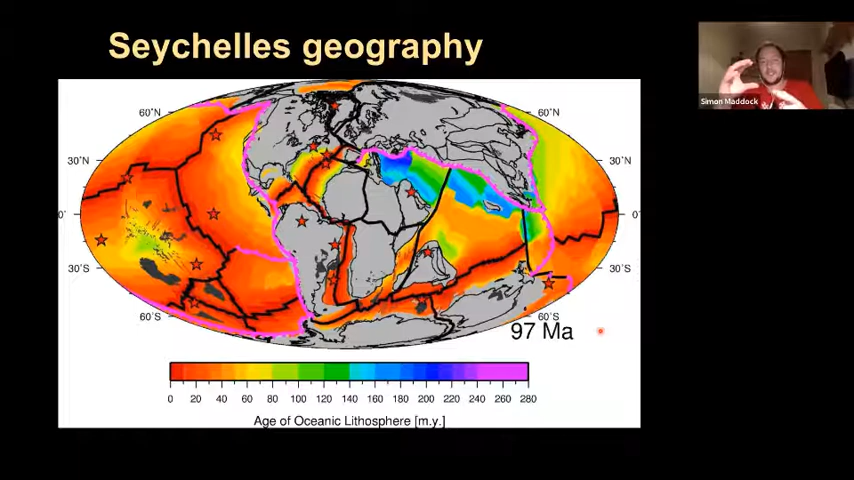 Seychelles geography
Simon Maddock
60˚N
60˚N
30˚N
30˚N
0˚
0˚
30˚S
30˚S
60˚S
60˚S
97 Ma
0 20 40 60 80 100 120 140 160 180 200 220 240 260 280
Age of Oceanic Lithosphere [m.y.]